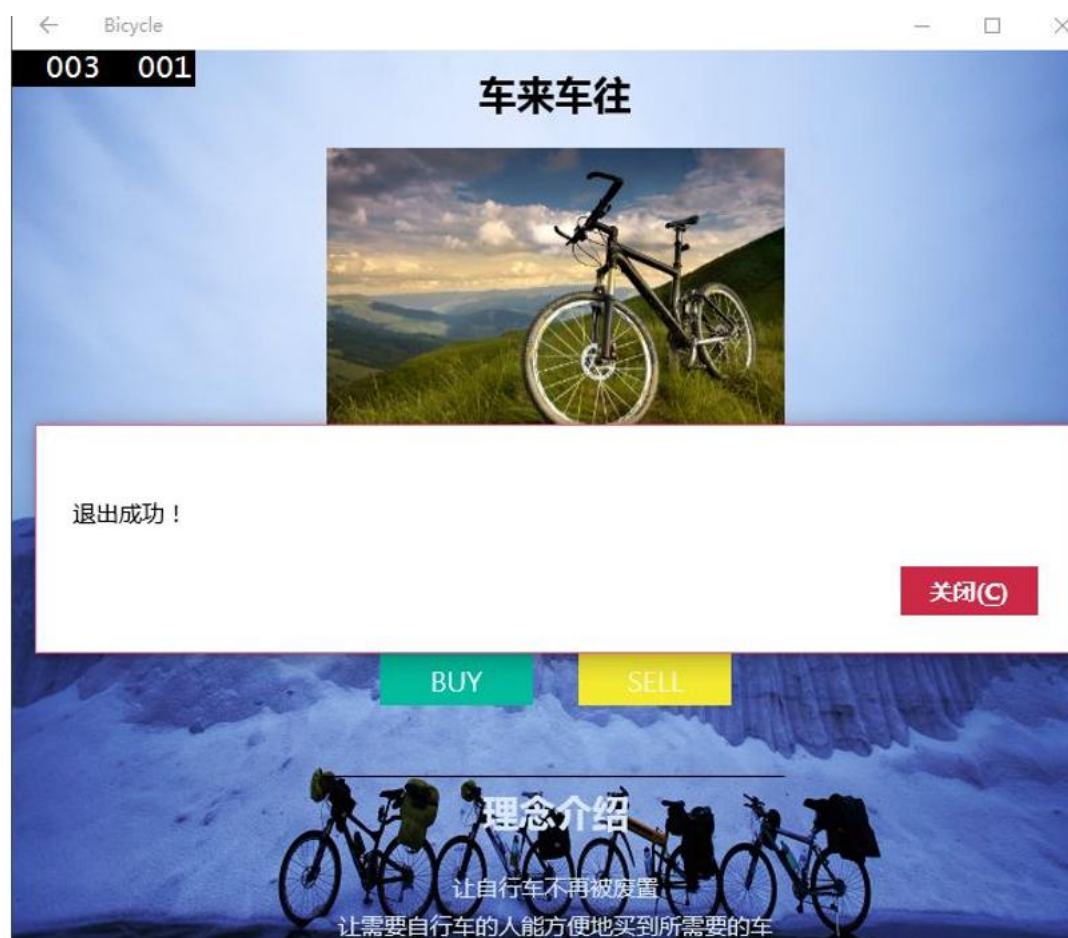 Bicycle
003 001
车来车往
退出成功！
关闭(C)
BUY SELL
理念介绍
让自行车不再被废置
让需要自行车的人能方便地买到所需要的车